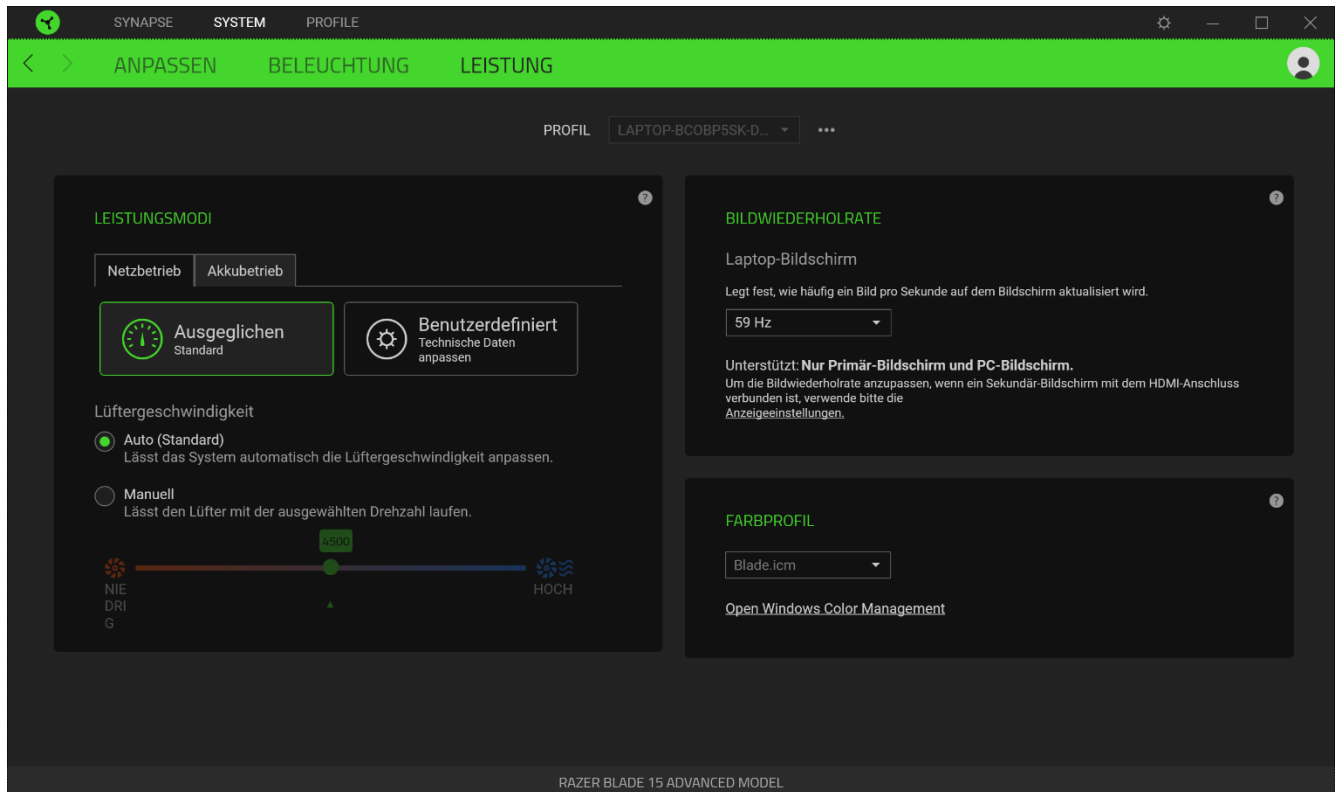 SYNAPSE SYSTEM PROFILE
ANPASSEN BELEUCHTUNG LEISTUNG
PROFIL LAPTOP-BCOBP5SK-D...
LEISTUNGSMODI
Netzbetrieb Akkubetrieb
Ausgeglichen
Standard
Benutzerdefiniert
Technische Daten
anpassen
Lüftergeschwindigkeit
Auto (Standard)
Lässt das System automatisch die Lüftergeschwindigkeit anpassen.
Manuell
Lässt den Lüfter mit der ausgewählten Drehzahl laufen.
4500
NIE
DRI
G
HOCH
BILDWIEDERHOLRATE
Laptop-Bildschirm
Legt fest, wie häufig ein Bild pro Sekunde auf dem Bildschirm aktualisiert wird.
59 Hz
Unterstützt: Nur Primär-Bildschirm und PC-Bildschirm.
Um die Bildwiederholrate anzupassen, wenn ein Sekundär-Bildschirm mit dem HDMI-Anschluss
verbunden ist, verwende bitte die
Anzeigeeinstellungen.
FARBPROFIL
Blade.icm
Open Windows Color Management
RAZER BLADE 15 ADVANCED MODEL